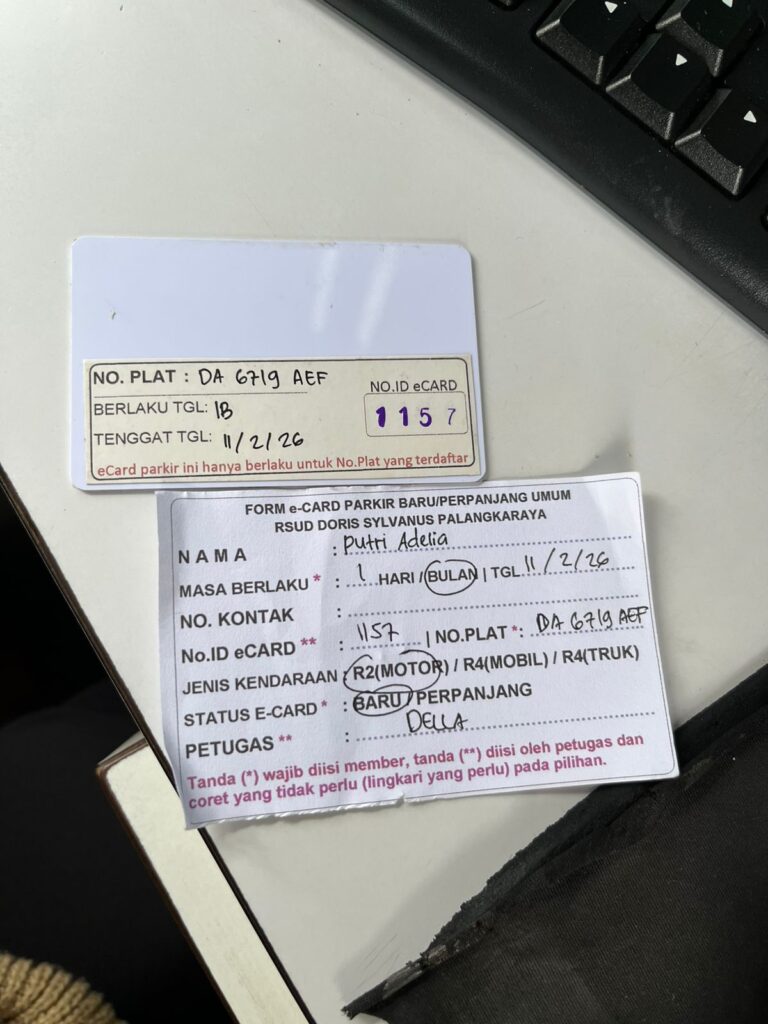 NO. PLAT : DA 6719 AEF
NO.ID eCARD
BERLAKU TGL: 1B
1157
TENGGAT TGL: 11/2/26
eCard parkir ini hanya berlaku untuk No.Plat yang terdaftar
FORM e-CARD PARKIR BARU/PERPANJANG UMUM
RSUD DORIS SYLVANUS PALANGKARAYA
NAMA : Putri Adelia
MASA BERLAKU * : 1 HARI / BULAN | TGL 11/2/26
NO. KONTAK :
No.ID eCARD ** : 1157 | NO.PLAT *: DA 6719 AEF
JENIS KENDARAAN : R2(MOTOR) / R4(MOBIL) / R4(TRUK)
STATUS E-CARD * : BARU / PERPANJANG
PETUGAS ** : DELLA
Tanda (*) wajib diisi member, tanda (**) diisi oleh petugas dan
coret yang tidak perlu (lingkari yang perlu) pada pilihan.